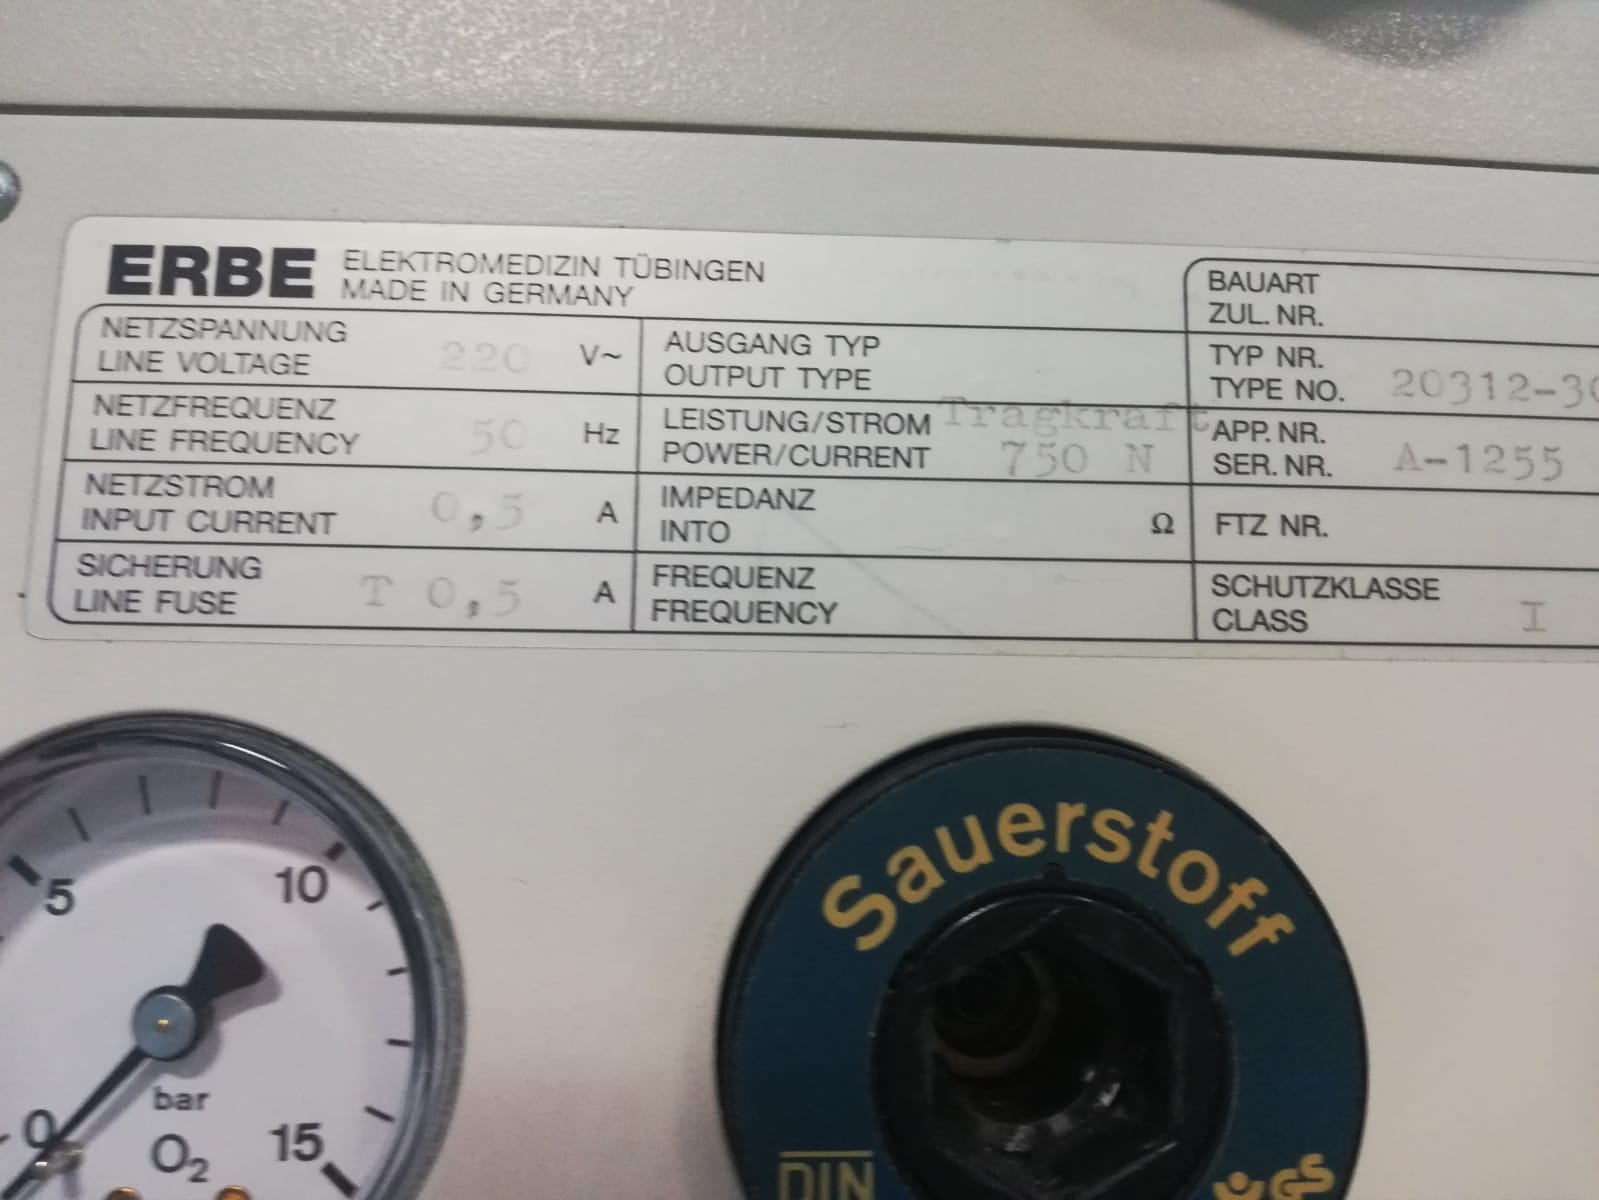 ERBE ELEKTROMEDIZIN TÜBINGEN
MADE IN GERMANY
NETZSPANNUNG
LINE VOLTAGE 220 V~
NETZFREQUENZ
LINE FREQUENCY 50 Hz
NETZSTROM
INPUT CURRENT 0,5 A
SICHERUNG
LINE FUSE T 0,5 A
AUSGANG TYP
OUTPUT TYPE
LEISTUNG/STROM Tragkraft
POWER/CURRENT 750 N
IMPEDANZ
INTO Ω
FREQUENZ
FREQUENCY
BAUART
ZUL. NR.
TYP NR.
TYPE NO. 20312-30
APP. NR.
SER. NR. A-1255
FTZ NR.
SCHUTZKLASSE
CLASS I
5 10
0 15
bar
O2
Sauerstoff
DIN
GS